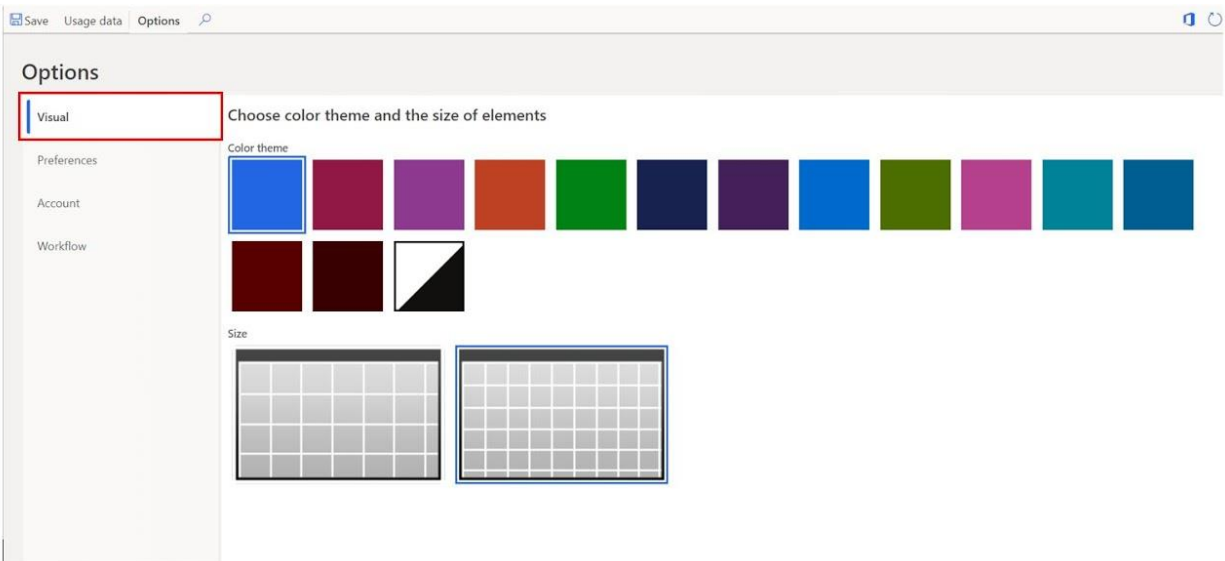 Save Usage data Options
Options
Visual
Choose color theme and the size of elements
Color theme
Preferences
Account
Workflow
Size